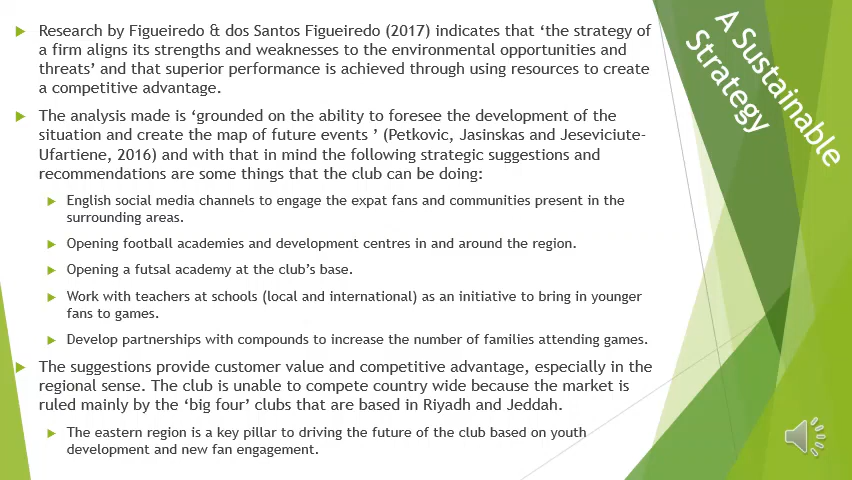 Research by Figueiredo & dos Santos Figueiredo (2017) indicates that ‘the strategy of
a firm aligns its strengths and weaknesses to the environmental opportunities and
threats’ and that superior performance is achieved through using resources to create
a competitive advantage.
The analysis made is ‘grounded on the ability to foresee the development of the
situation and create the map of future events ’ (Petkovic, Jasinskas and Jeseviciute-
Ufartiene, 2016) and with that in mind the following strategic suggestions and
recommendations are some things that the club can be doing:
English social media channels to engage the expat fans and communities present in the
surrounding areas.
Opening football academies and development centres in and around the region.
Opening a futsal academy at the club’s base.
Work with teachers at schools (local and international) as an initiative to bring in younger
fans to games.
Develop partnerships with compounds to increase the number of families attending games.
The suggestions provide customer value and competitive advantage, especially in the
regional sense. The club is unable to compete country wide because the market is
ruled mainly by the ‘big four’ clubs that are based in Riyadh and Jeddah.
The eastern region is a key pillar to driving the future of the club based on youth
development and new fan engagement.
A Sustainable
Strategy